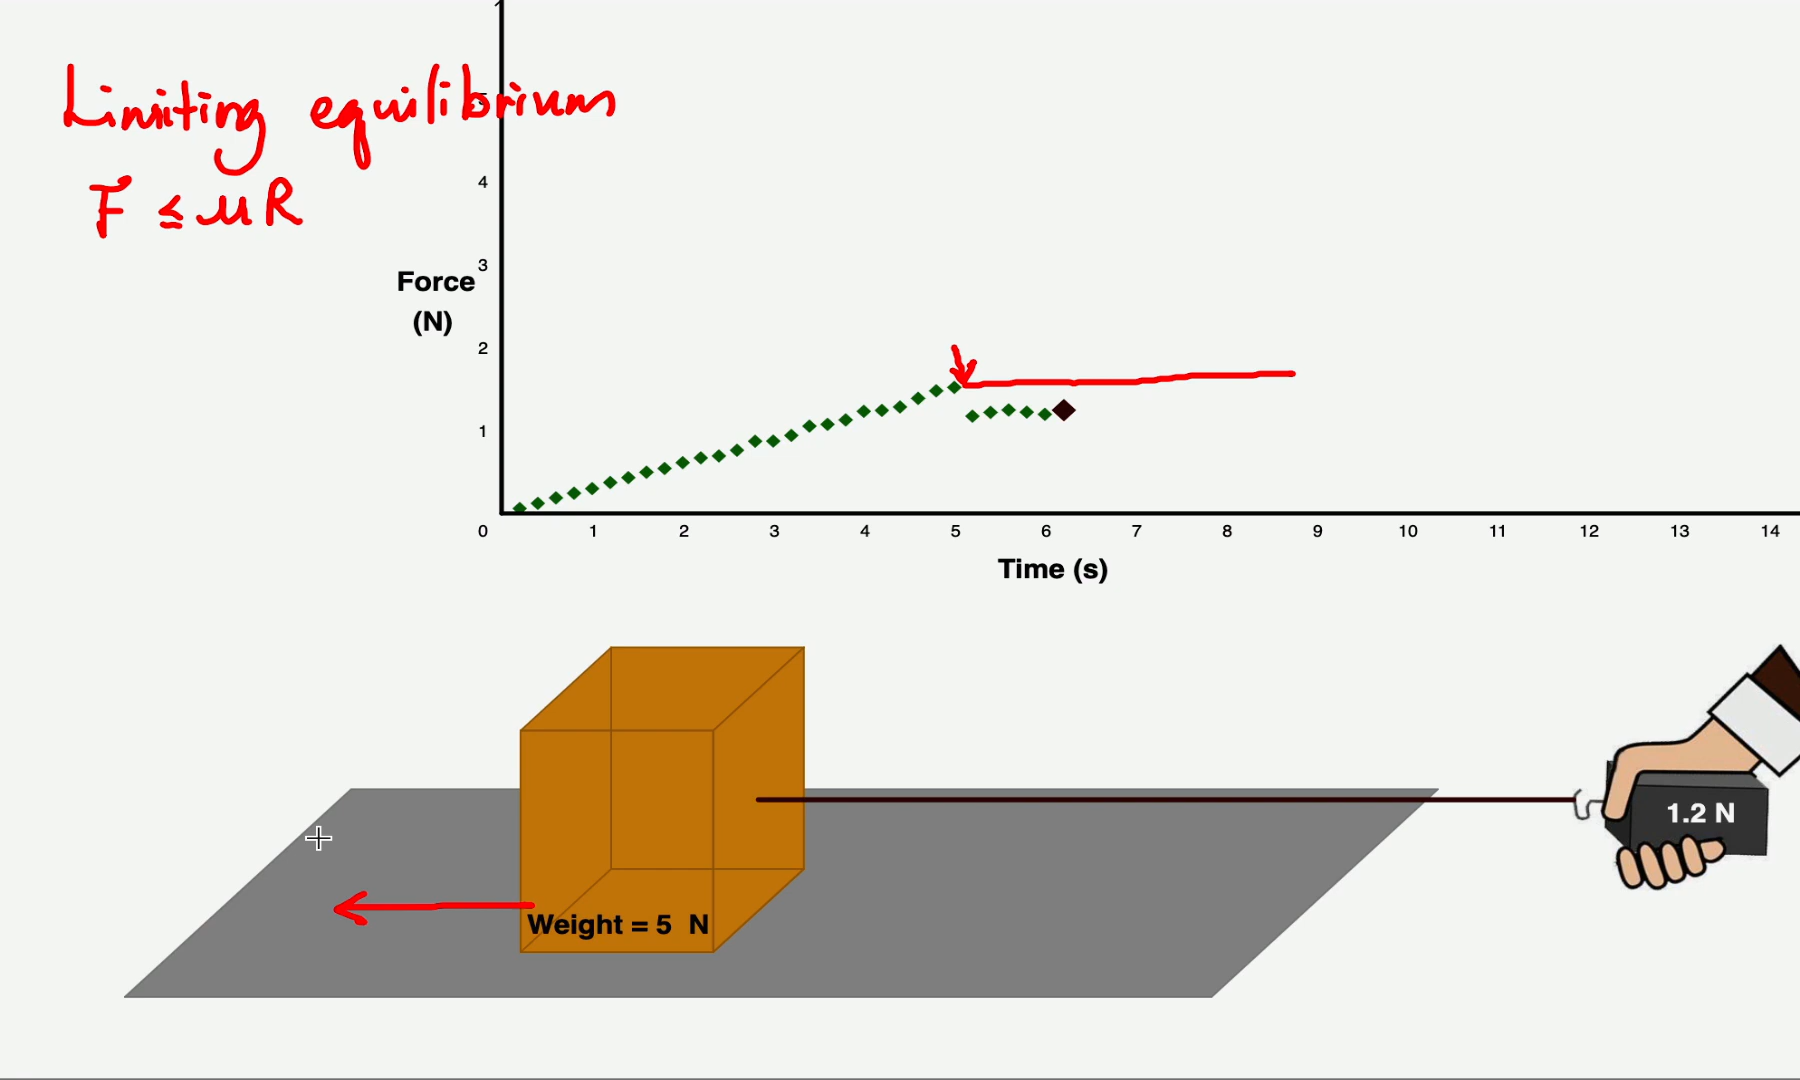 Limiting equilibrium
F ≤ μR
5
4
3
2
1
Force
(N)
0 1 2 3 4 5 6 7 8 9 10 11 12 13 14
Time (s)
1.2 N
Weight = 5 N